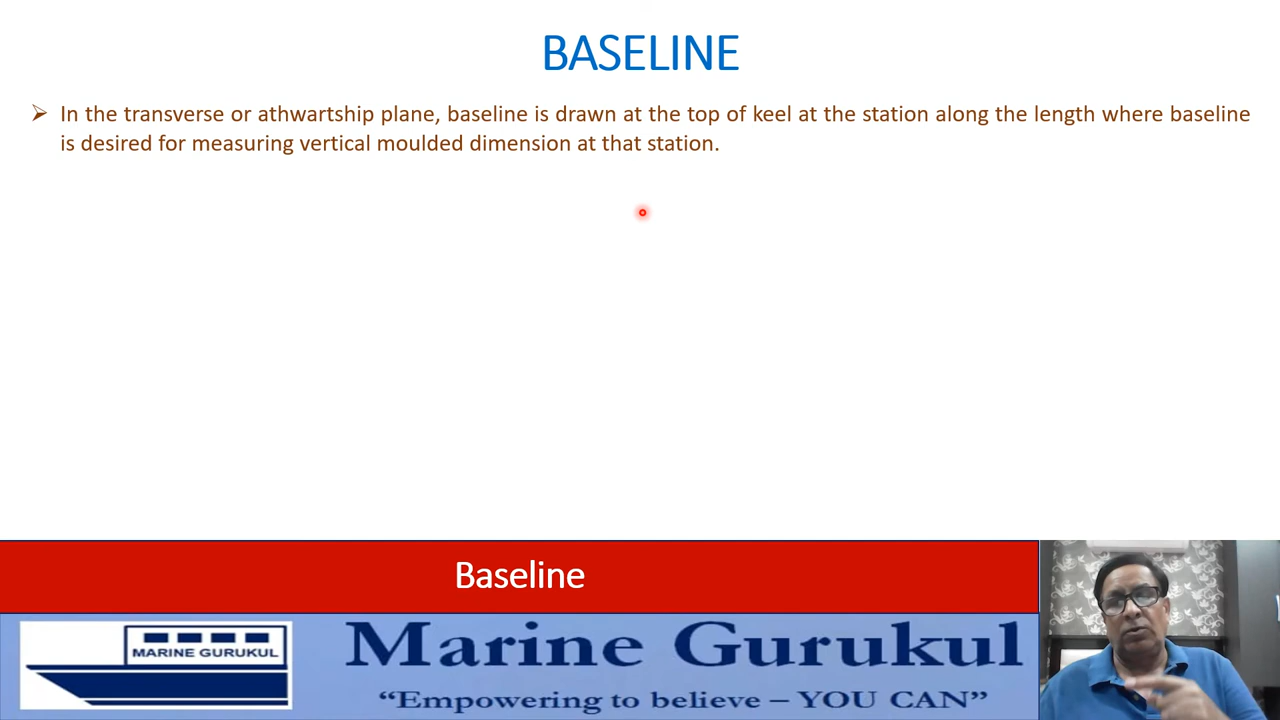 BASELINE
➢ In the transverse or athwartship plane, baseline is drawn at the top of keel at the station along the length where baseline
is desired for measuring vertical moulded dimension at that station.
Baseline
MARINE GURUKUL
Marine Gurukul
“Empowering to believe – YOU CAN”